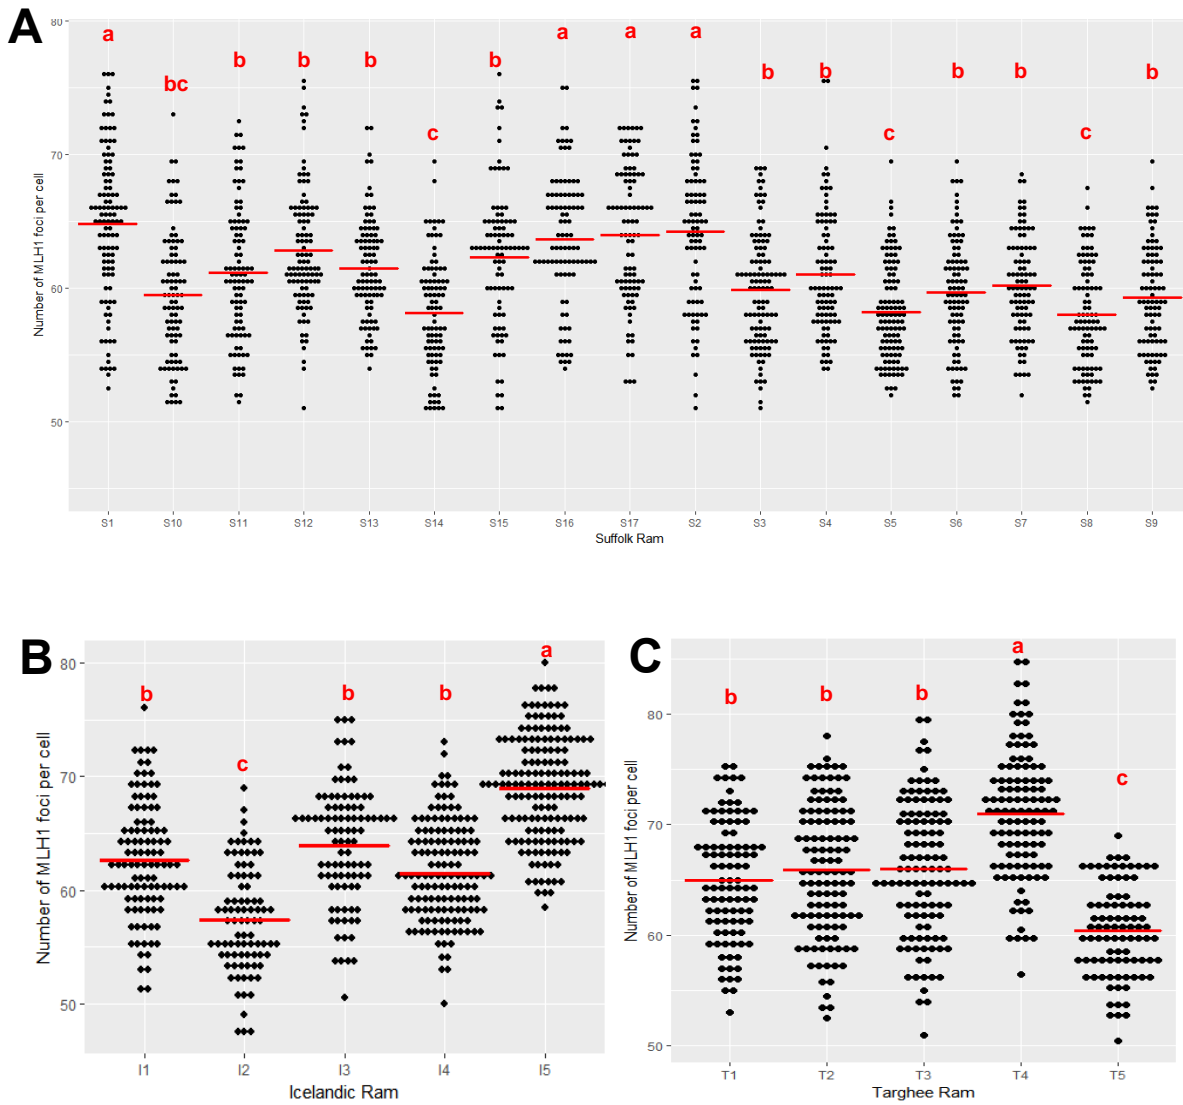 A
80
70
60
50
Number of MLH1 foci per cell
a bc b b b c b a a a b b c b b c b
S1 S10 S11 S12 S13 S14 S15 S16 S17 S2 S3 S4 S5 S6 S7 S8 S9
Suffolk Ram
B
80
70
60
50
Number of MLH1 foci per cell
b c b b a
I1 I2 I3 I4 I5
Icelandic Ram
C
80
70
60
50
Number of MLH1 foci per cell
b b b a c
T1 T2 T3 T4 T5
Targhee Ram